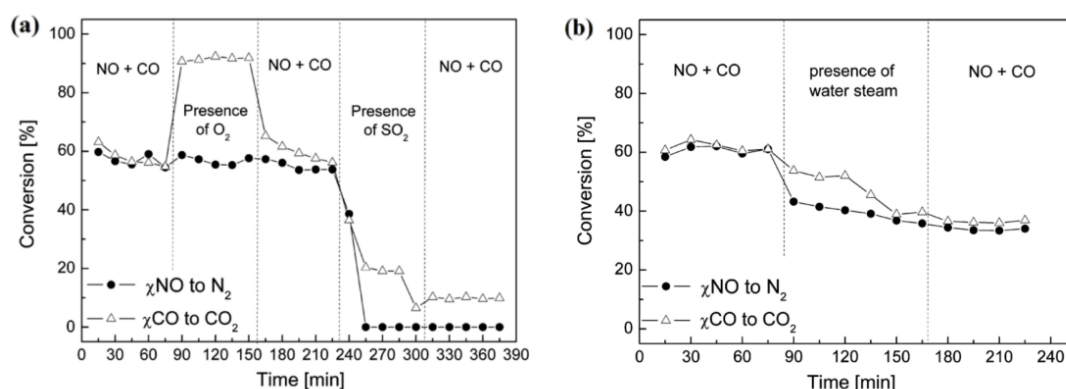 (a)
100
80
60
40
20
0
Conversion [%]
NO + CO
Presence
of O₂
NO + CO
Presence
of SO₂
NO + CO
χNO to N₂
χCO to CO₂
0 30 60 90 120 150 180 210 240 270 300 330 360 390
Time [min]
(b)
100
80
60
40
20
0
Conversion [%]
NO + CO
presence of
water steam
NO + CO
χNO to N₂
χCO to CO₂
0 30 60 90 120 150 180 210 240
Time [min]